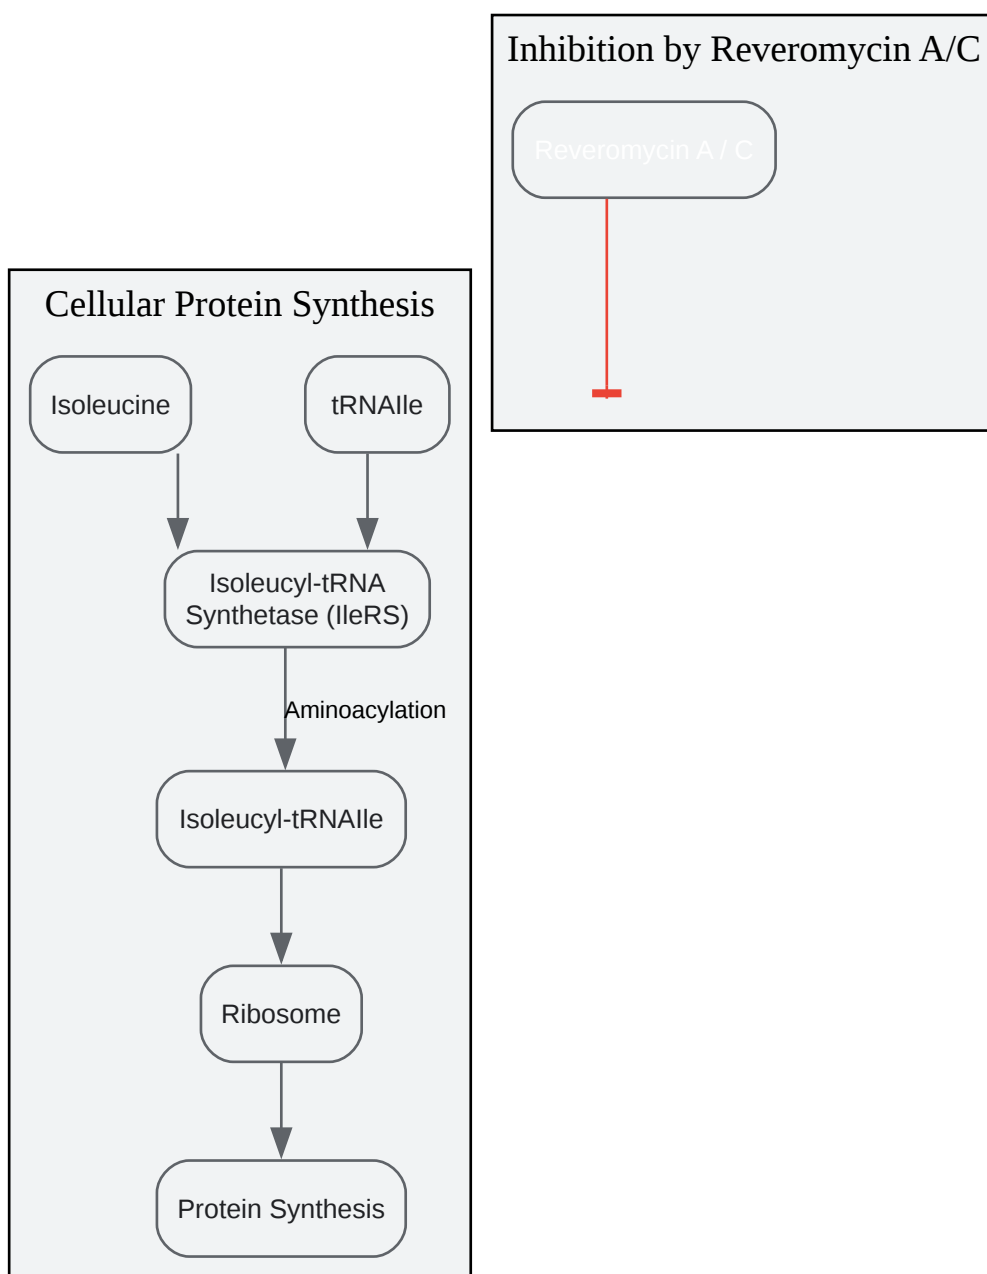 Inhibition by Reveromycin A/C
Reveromycin A / C
Cellular Protein Synthesis
Isoleucine
tRNAIle
Isoleucyl-tRNA
Synthetase (IleRS)
Aminoacylation
Isoleucyl-tRNAIle
Ribosome
Protein Synthesis